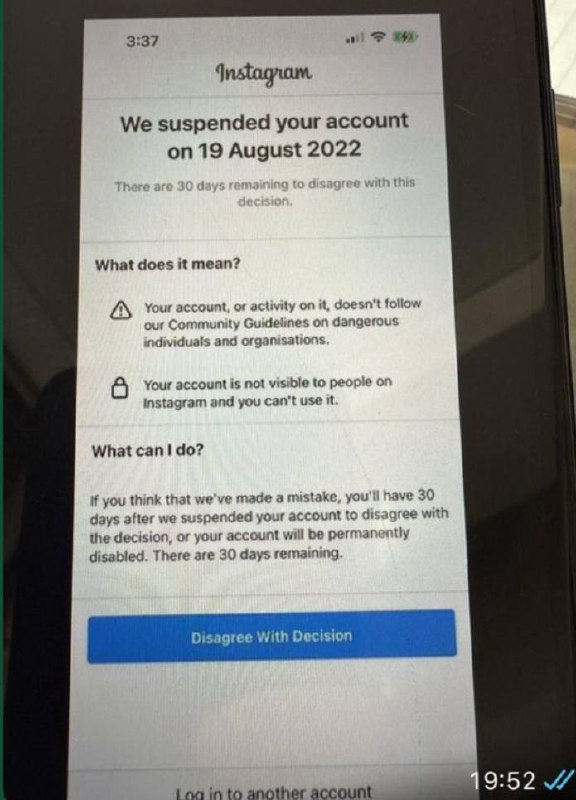 3:37
Instagram
We suspended your account
on 19 August 2022
There are 30 days remaining to disagree with this
decision.
What does it mean?
Your account, or activity on it, doesn't follow
our Community Guidelines on dangerous
individuals and organisations.
Your account is not visible to people on
Instagram and you can't use it.
What can I do?
If you think that we've made a mistake, you'll have 30
days after we suspended your account to disagree with
the decision, or your account will be permanently
disabled. There are 30 days remaining.
Disagree With Decision
Log in to another account
19:52